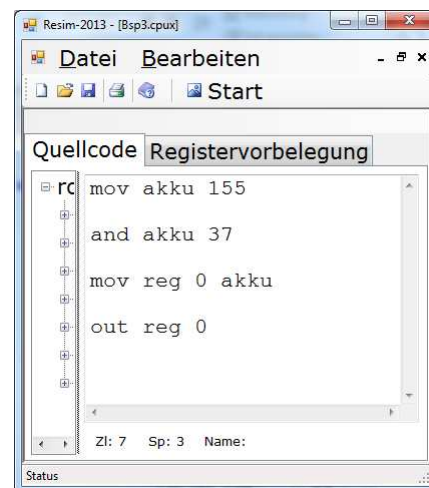 Resim-2013 - [Bsp3.cpux]
Datei Bearbeiten
Start
Quellcode Registervorbelegung
mov akku 155
and akku 37
mov reg 0 akku
out reg 0
Zl: 7 Sp: 3 Name:
Status